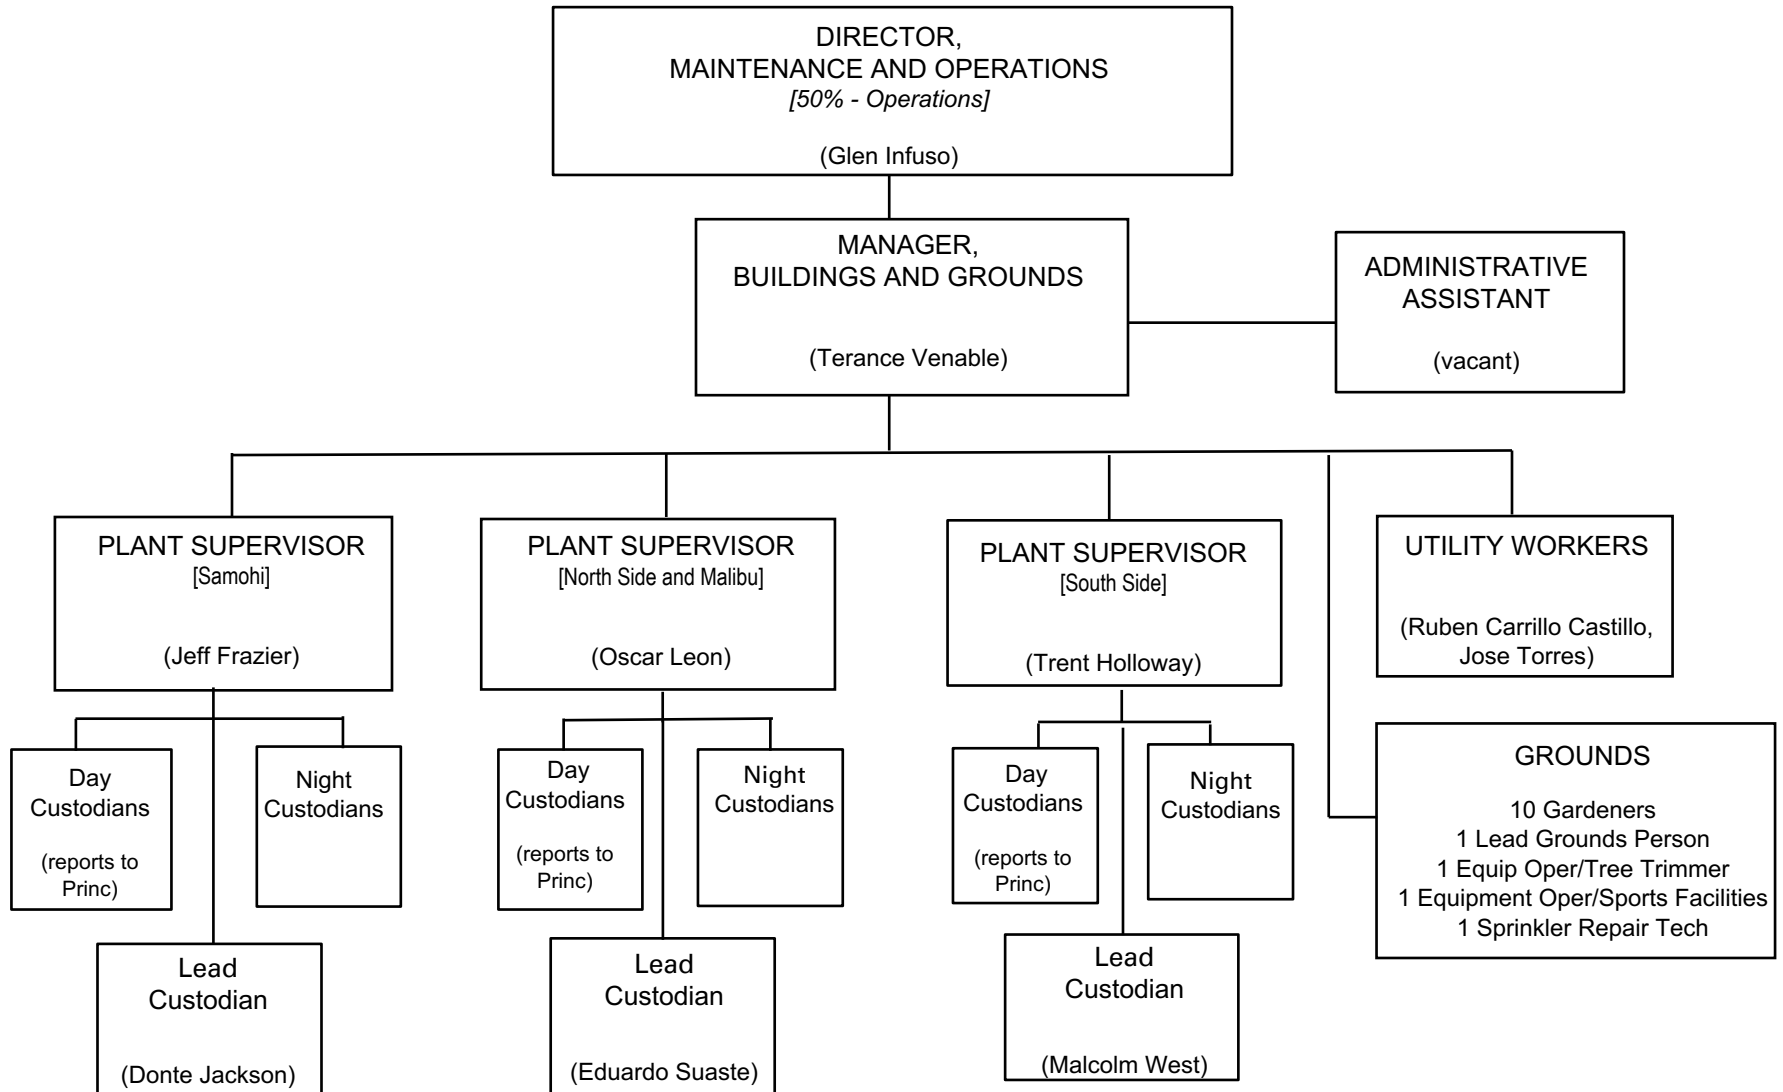 DIRECTOR,
MAINTENANCE AND OPERATIONS
[50% - Operations]
(Glen Infuso)
MANAGER,
BUILDINGS AND GROUNDS
(Terance Venable)
ADMINISTRATIVE
ASSISTANT
(vacant)
PLANT SUPERVISOR
[Samohi]
(Jeff Frazier)
PLANT SUPERVISOR
[North Side and Malibu]
(Oscar Leon)
PLANT SUPERVISOR
[South Side]
(Trent Holloway)
UTILITY WORKERS
(Ruben Carrillo Castillo,
Jose Torres)
Day
Custodians
(reports to
Princ)
Night
Custodians
Day
Custodians
(reports to
Princ)
Night
Custodians
Day
Custodians
(reports to
Princ)
Night
Custodians
GROUNDS
10 Gardeners
1 Lead Grounds Person
1 Equip Oper/Tree Trimmer
1 Equipment Oper/Sports Facilities
1 Sprinkler Repair Tech
Lead
Custodian
(Donte Jackson)
Lead
Custodian
(Eduardo Suaste)
Lead
Custodian
(Malcolm West)